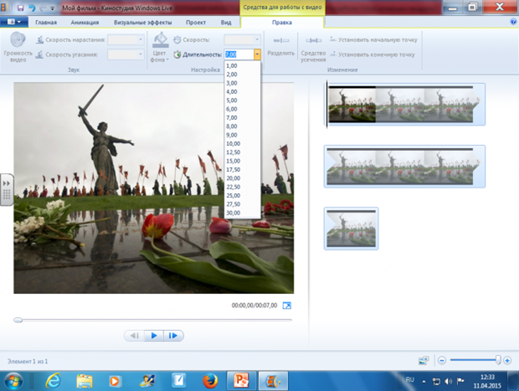 Мой фильм - Киностудия Windows Live
Средства для работы с видео
Главная Анимация Визуальные эффекты Проект Вид Правка
Громкость видео
Скорость нарастания:
Скорость угасания:
Звук
Цвет фона
Скорость:
Длительность: 7,00
Настройка
Разделить
Средство усечения
Установить начальную точку
Установить конечную точку
Изменение
1,00
2,00
3,00
4,00
5,00
6,00
7,00
8,00
9,00
10,00
12,50
15,00
17,50
20,00
22,50
25,00
27,50
30,00
00:00,00/00:07,00
Элемент 1 из 1
RU
12:33
11.04.2015